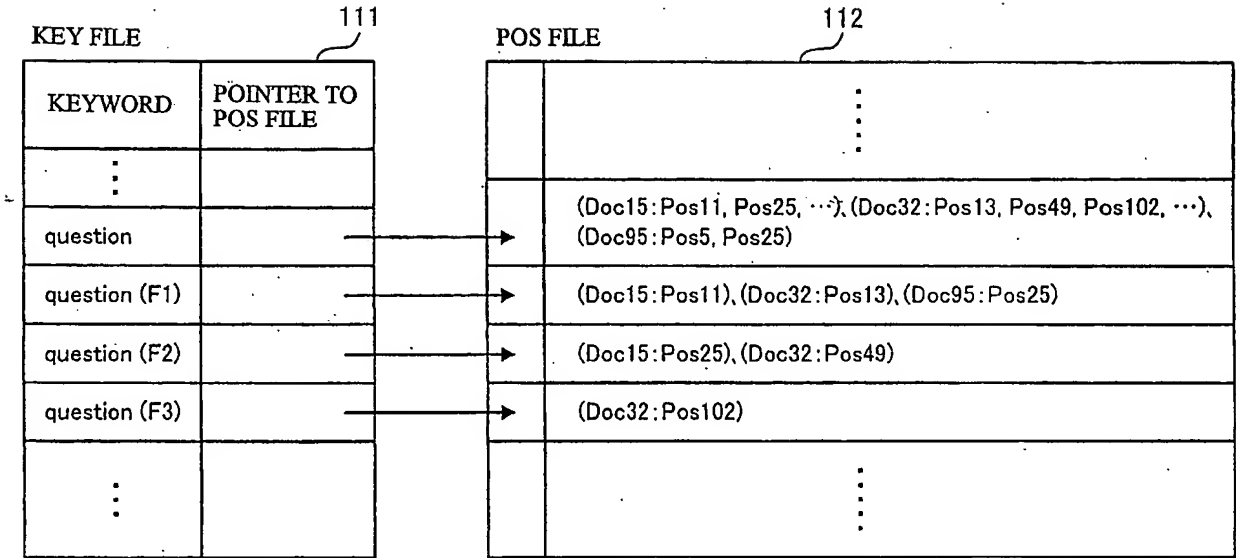 111
112
KEY FILE
POS FILE
KEYWORD
POINTER TO
POS FILE
question
(Doc15:Pos11, Pos25, ···)、(Doc32:Pos13, Pos49, Pos102, ···)、
(Doc95:Pos5, Pos25)
question (F1)
(Doc15:Pos11)、(Doc32:Pos13)、(Doc95:Pos25)
question (F2)
(Doc15:Pos25)、(Doc32:Pos49)
question (F3)
(Doc32:Pos102)